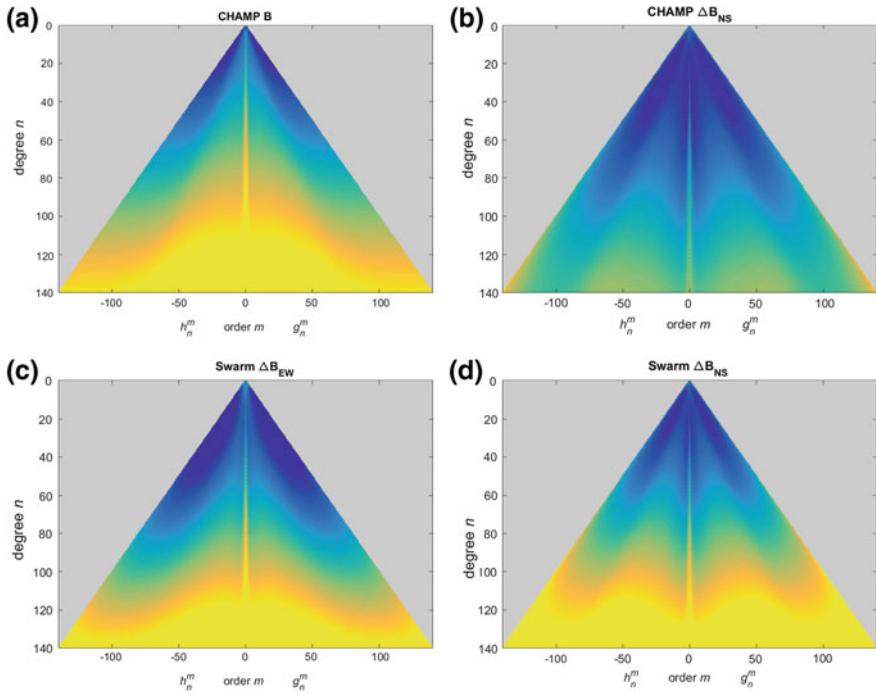 (a)
CHAMP B
0
20
40
60
80
100
120
140
degree n
-100 -50 0 50 100
h_n^m order m g_n^m
(b)
CHAMP ΔB_NS
0
20
40
60
80
100
120
140
degree n
-100 -50 0 50 100
h_n^m order m g_n^m
(c)
Swarm ΔB_EW
0
20
40
60
80
100
120
140
degree n
-100 -50 0 50 100
h_n^m order m g_n^m
(d)
Swarm ΔB_NS
0
20
40
60
80
100
120
140
degree n
-100 -50 0 50 100
h_n^m order m g_n^m